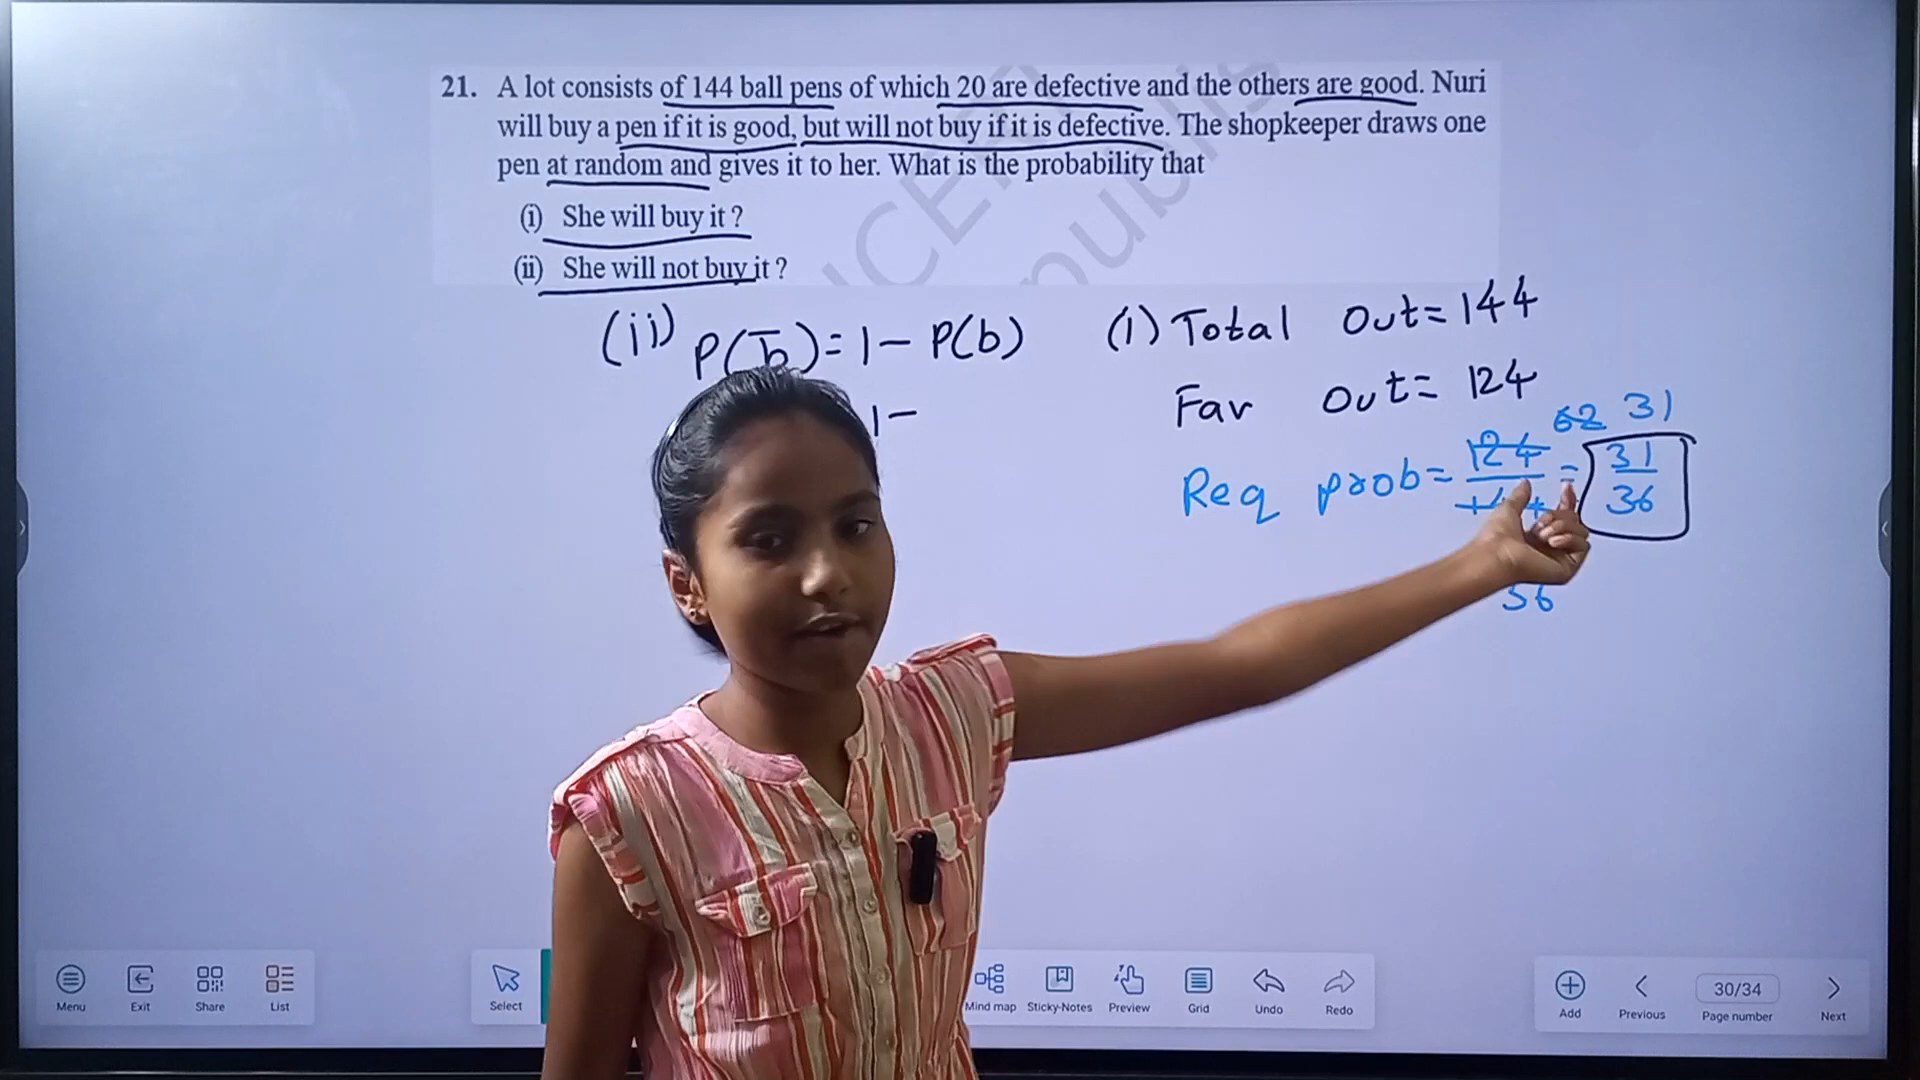 21. A lot consists of 144 ball pens of which 20 are defective and the others are good. Nuri
will buy a pen if it is good, but will not buy if it is defective. The shopkeeper draws one
pen at random and gives it to her. What is the probability that
(i) She will buy it?
(ii) She will not buy it?
(ii) P(b̅) = 1 - P(b)
1 -
(i) Total Out = 144
Far Out = 124
62 31
Req prob = 124 = 31
36
36
Menu
Exit
Share
List
Select
Mind map
Sticky-Notes
Preview
Grid
Undo
Redo
Add
Previous
30/34
Page number
Next